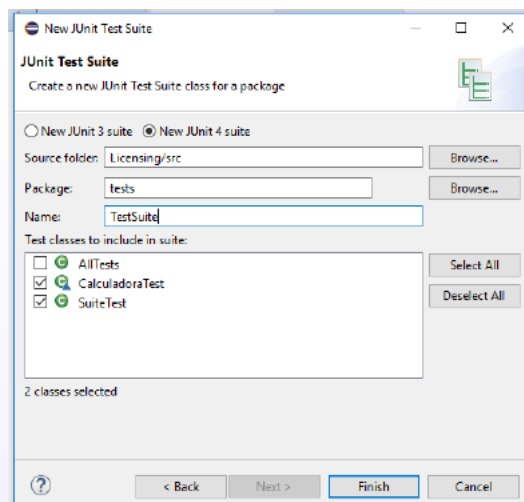 New JUnit Test Suite
JUnit Test Suite
Create a new JUnit Test Suite class for a package
New JUnit 3 suite New JUnit 4 suite
Source folder: Licensing/src Browse...
Package: tests Browse...
Name: TestSuite
Test classes to include in suite:
AllTests Select All
CalculadoraTest
SuiteTest Deselect All
2 classes selected
? < Back Next > Finish Cancel